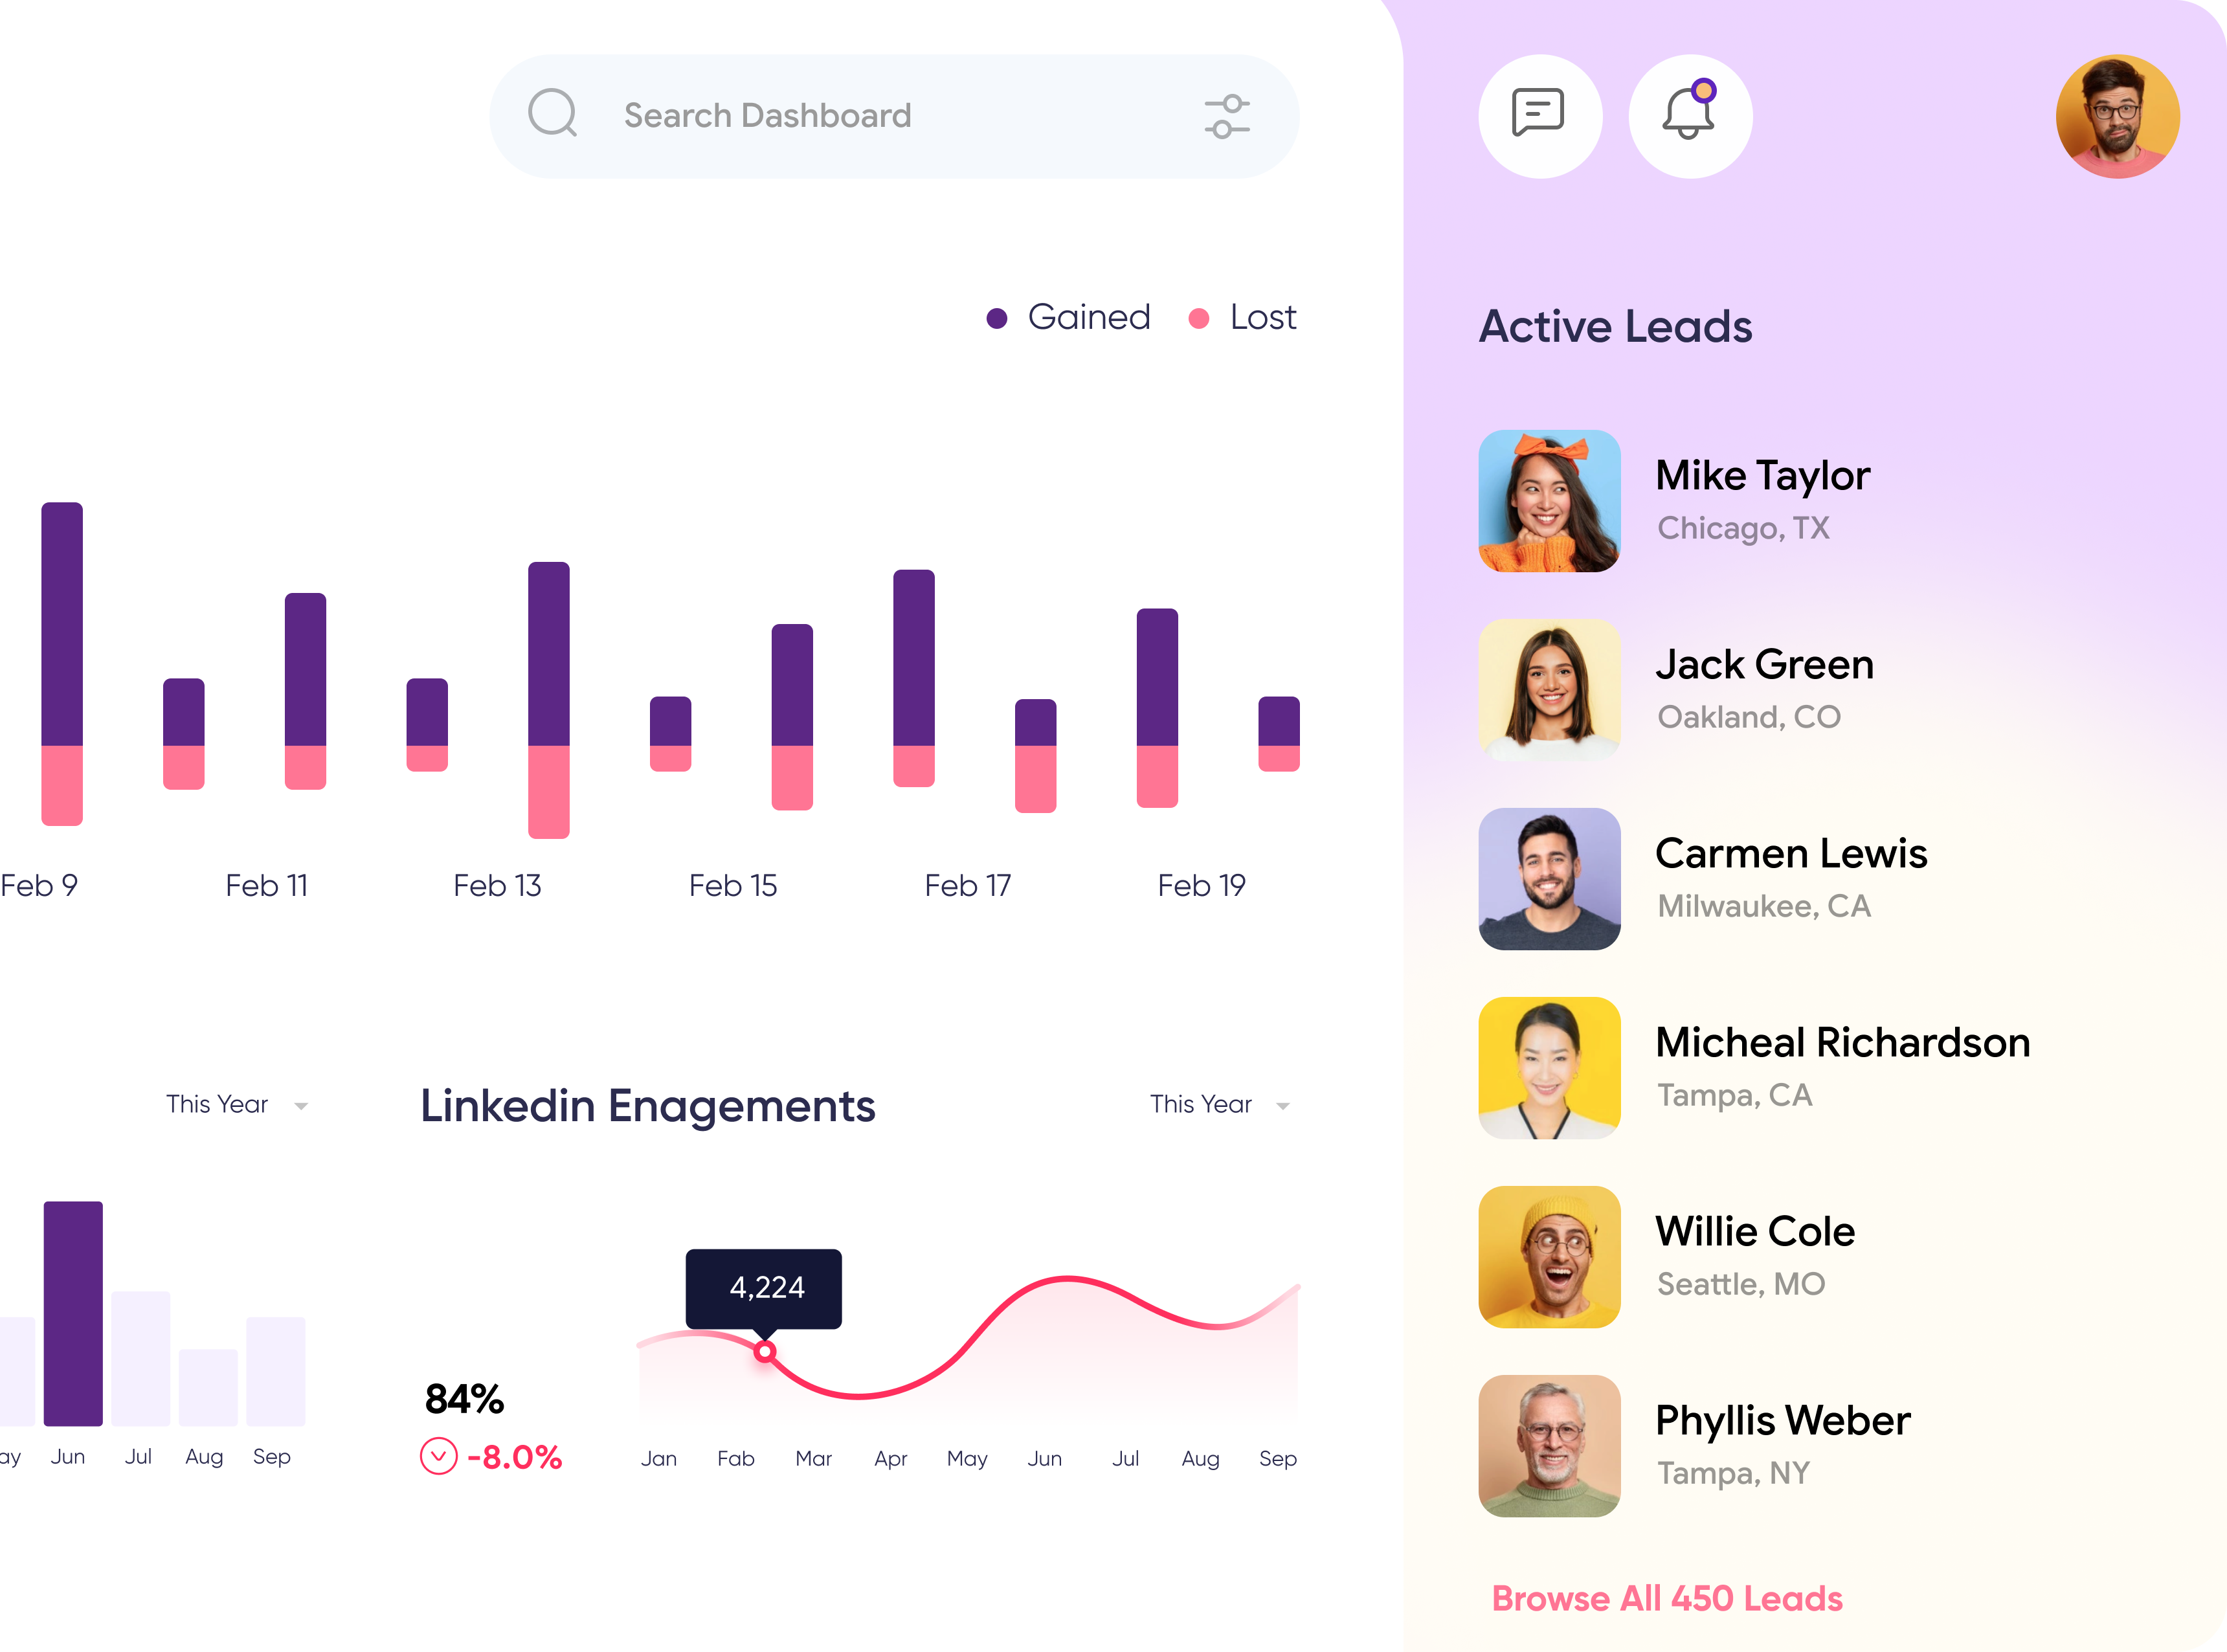 Search Dashboard
Gained
Lost
Feb 9
Feb 11
Feb 13
Feb 15
Feb 17
Feb 19
This Year
ay
Jun
Jul
Aug
Sep
Linkedin Enagements
This Year
4,224
84%
-8.0%
Jan
Fab
Mar
Apr
May
Jun
Jul
Aug
Sep
Active Leads
Mike Taylor
Chicago, TX
Jack Green
Oakland, CO
Carmen Lewis
Milwaukee, CA
Micheal Richardson
Tampa, CA
Willie Cole
Seattle, MO
Phyllis Weber
Tampa, NY
Browse All 450 Leads